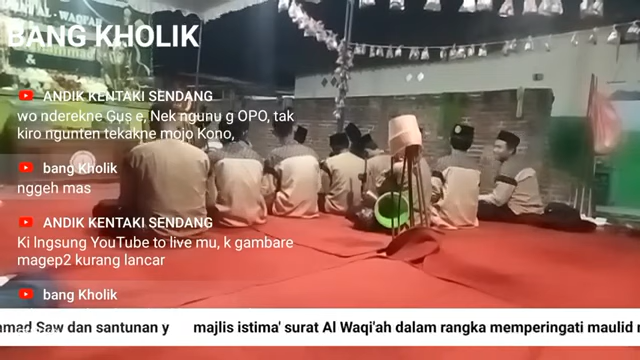 BANG KHOLIK
ANDIK KENTAKI SENDANG
wo nderekne Gus e, Nek ngunu g OPO, tak
kiro ngunten tekakne mojo Kono,
bang Kholik
nggeh mas
ANDIK KENTAKI SENDANG
Ki lngsung YouTube to live mu, k gambare
magep2 kurang lancar
bang Kholik
amad Saw dan santunan y majlis istima' surat Al Waqi'ah dalam rangka memperingati maulid